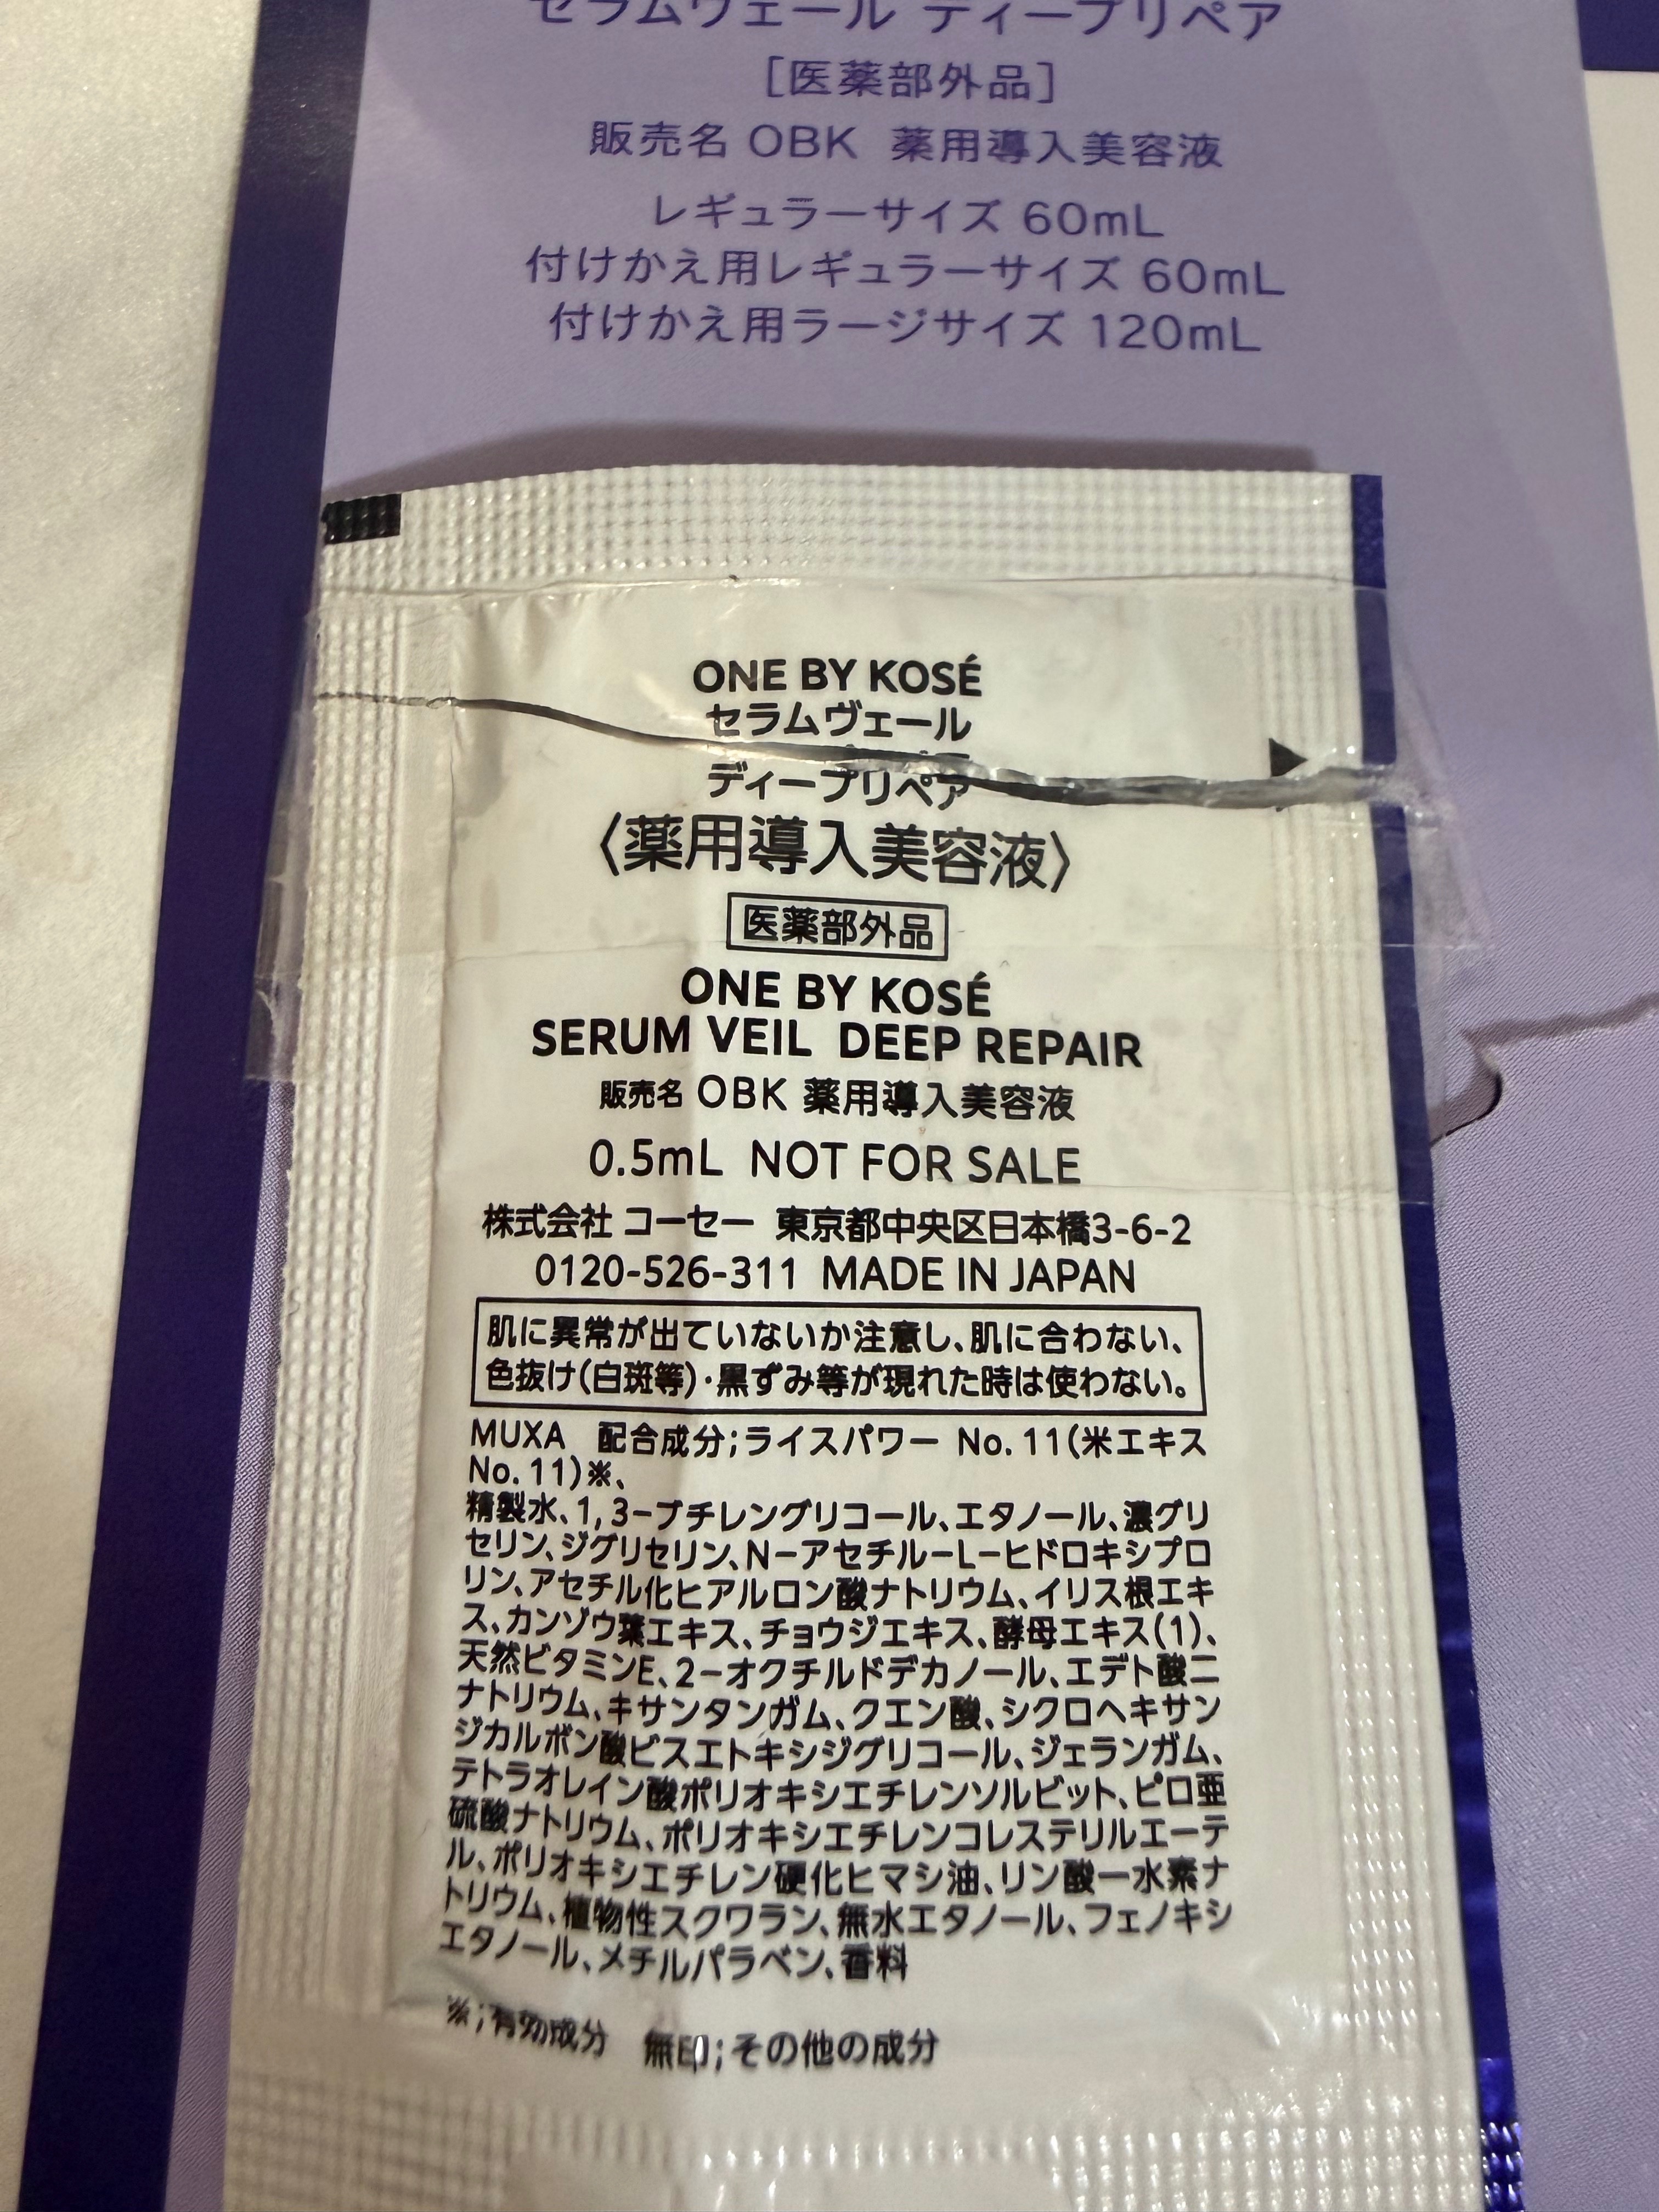 セラムヴェール ディープリペア
[医薬部外品]
販売名 OBK 薬用導入美容液
レギュラーサイズ 60mL
付けかえ用レギュラーサイズ 60mL
付けかえ用ラージサイズ 120mL
ONE BY KOSÉ
セラムヴェール
ディープリペア
〈薬用導入美容液〉
医薬部外品
ONE BY KOSÉ
SERUM VEIL DEEP REPAIR
販売名 OBK 薬用導入美容液
0.5mL NOT FOR SALE
株式会社 コーセー 東京都中央区日本橋3-6-2
0120-526-311 MADE IN JAPAN
肌に異常が出ていないか注意し、肌に合わない、
色抜け(白斑等)・黒ずみ等が現れた時は使わない。
MUXA 配合成分;ライスパワー No. 11(米エキス
No. 11)※、
精製水、1,3-ブチレングリコール、エタノール、濃グリ
セリン、ジグリセリン、N-アセチル-L-ヒドロキシプロ
リン、アセチル化ヒアルロン酸ナトリウム、イリス根エキ
ス、カンゾウ葉エキス、チョウジエキス、酵母エキス(1)、
天然ビタミンE、2-オクチルドデカノール、エデト酸二
ナトリウム、キサンタンガム、クエン酸、シクロヘキサン
ジカルボン酸ビスエトキシジグリコール、ジェランガム、
テトラオレイン酸ポリオキシエチレンソルビット、ピロ亜
硫酸ナトリウム、ポリオキシエチレンコレステリルエーテ
ル、ポリオキシエチレン硬化ヒマシ油、リン酸一水素ナ
トリウム、植物性スクワラン、無水エタノール、フェノキシ
エタノール、メチルパラベン、香料
※;有効成分 無印;その他の成分